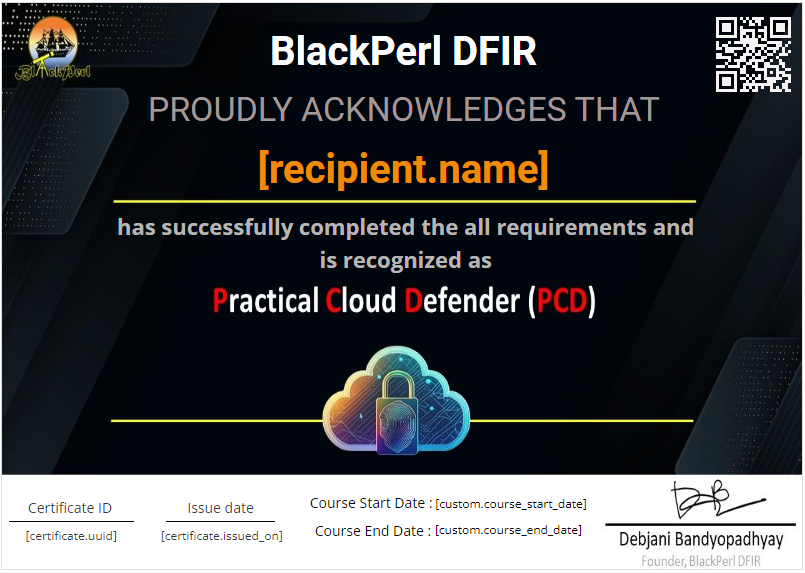 BlackPerl
BlackPerl DFIR
PROUDLY ACKNOWLEDGES THAT
[recipient.name]
has successfully completed the all requirements and
is recognized as
Practical Cloud Defender (PCD)
Certificate ID
[certificate.uuid]
Issue date
[certificate.issued_on]
Course Start Date : [custom.course_start_date]
Course End Date : [custom.course_end_date]
Debjani Bandyopadhyay
Founder, BlackPerl DFIR